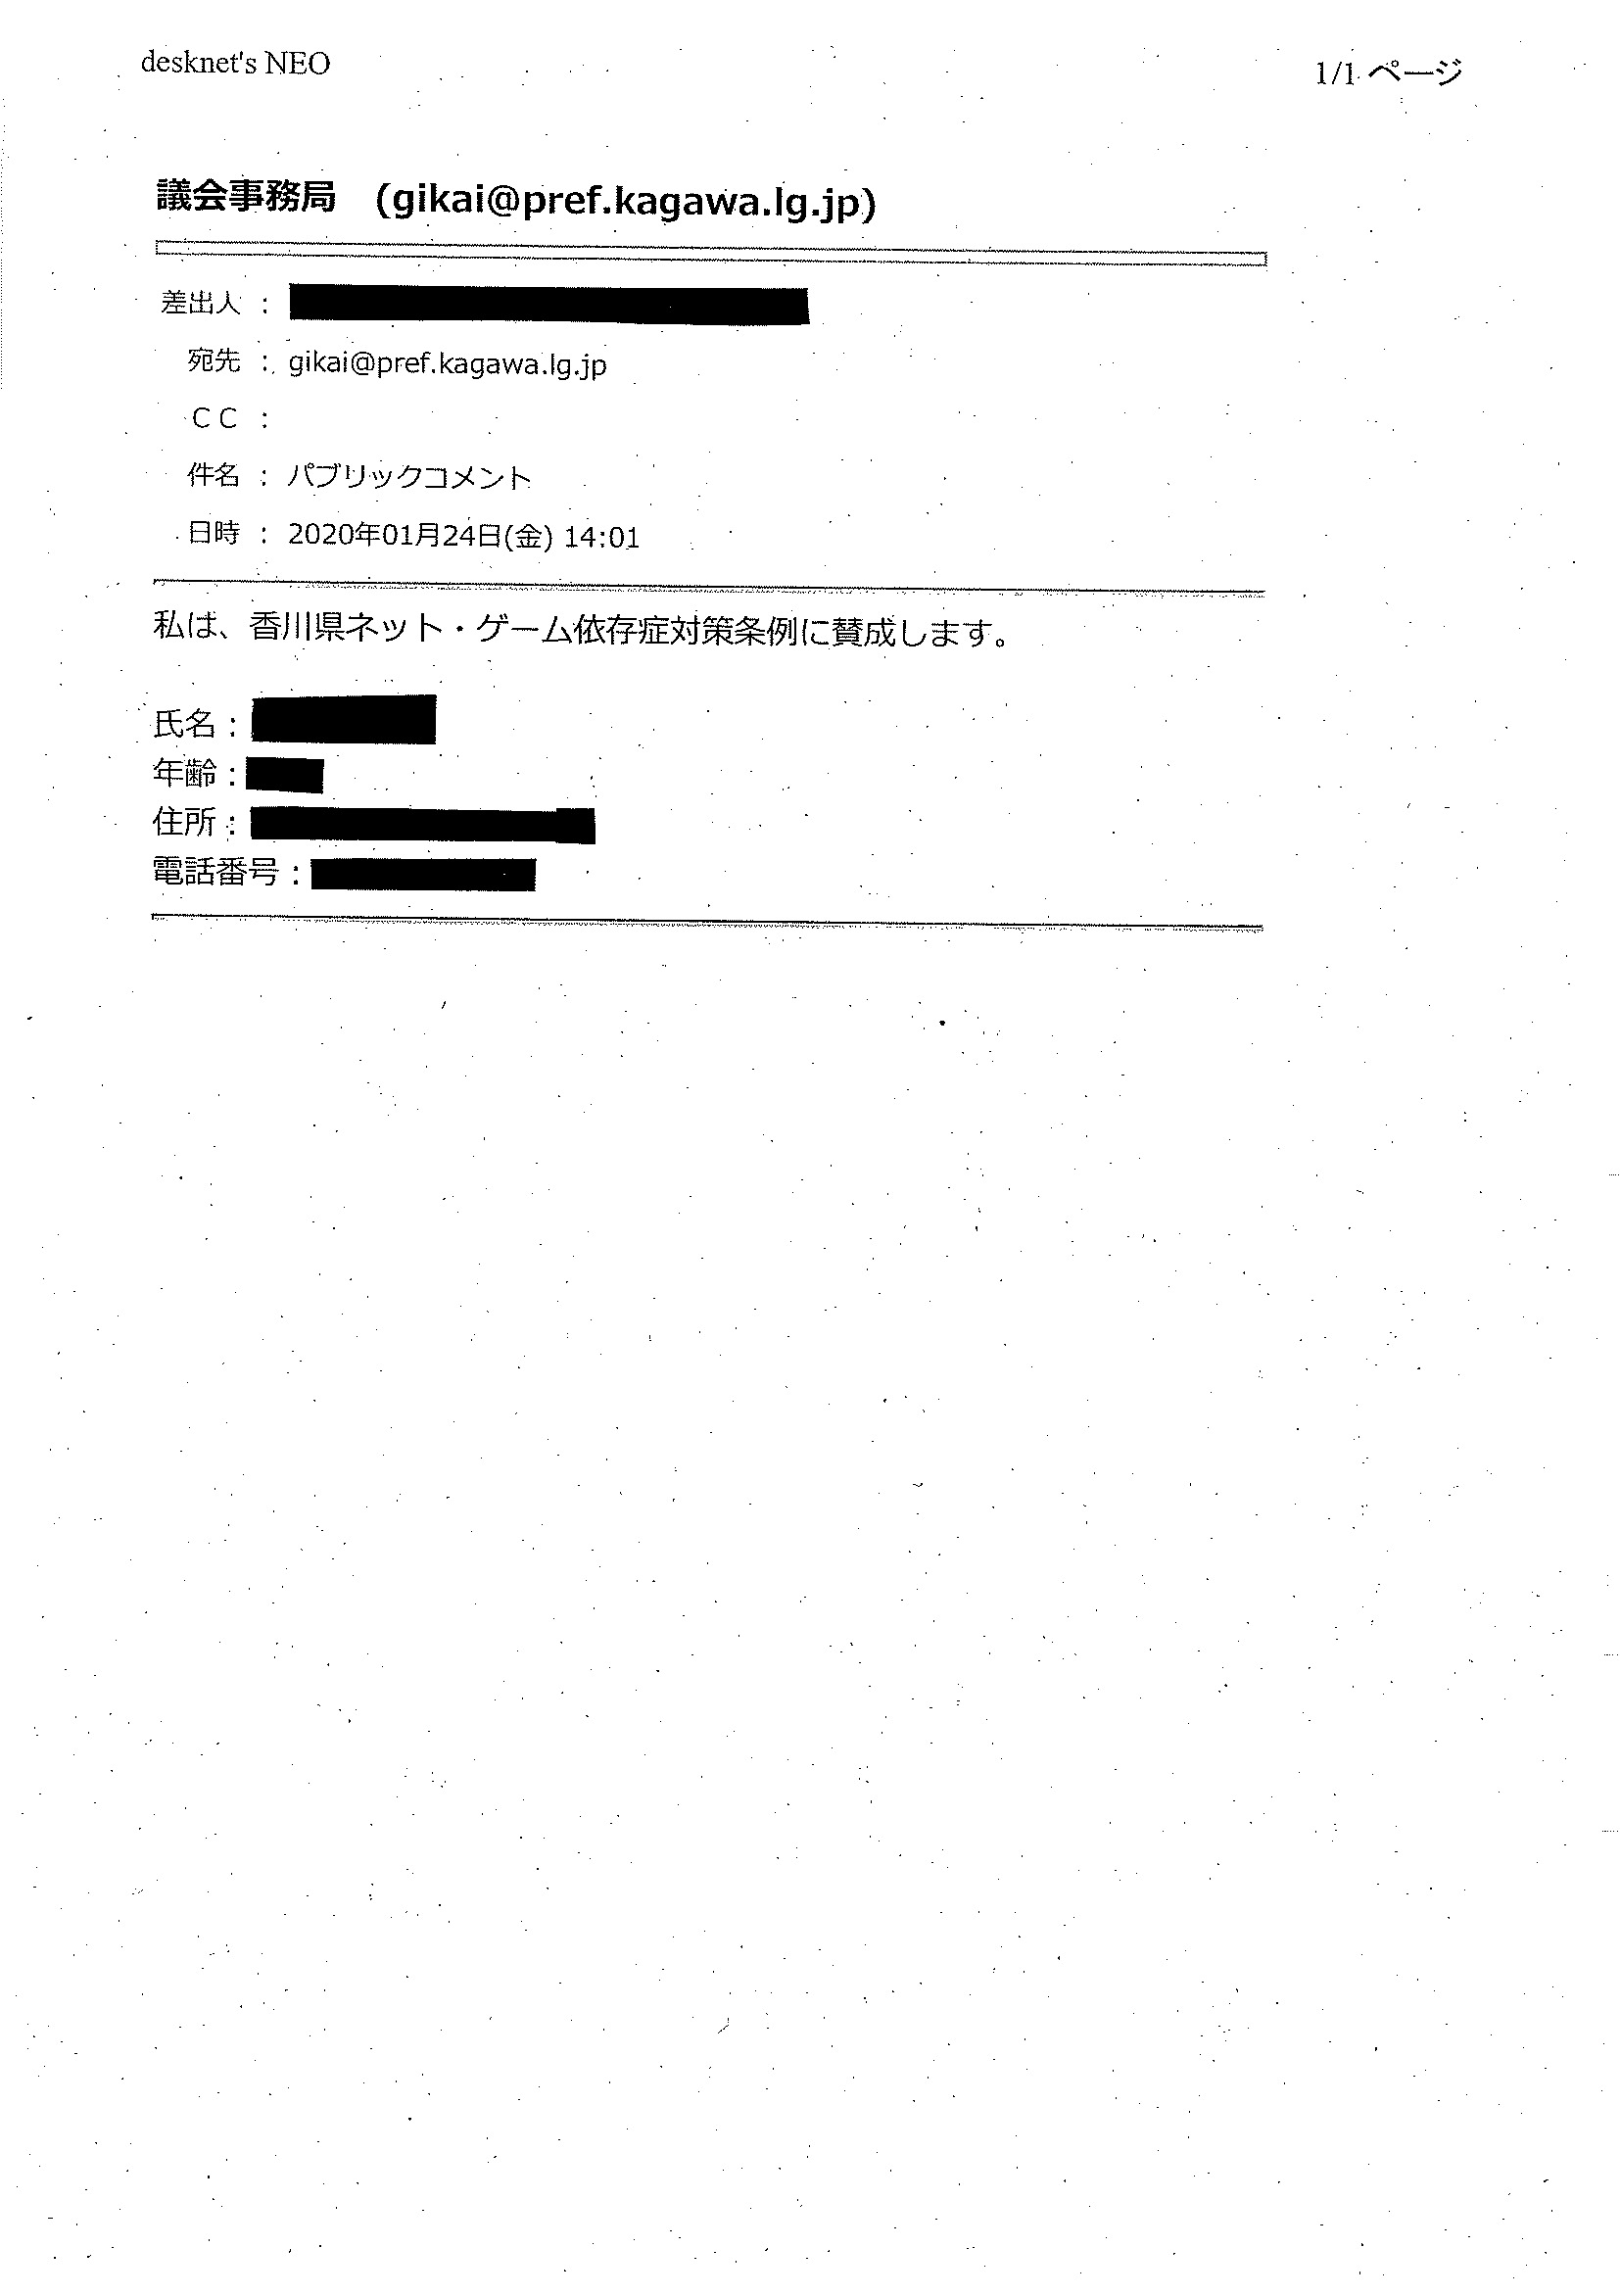 desknet's NEO
1/1 ページ
議会事務局 (gikai@pref.kagawa.lg.jp)
差出人 :
宛先 : gikai@pref.kagawa.lg.jp
CC :
件名 : パブリックコメント
日時 : 2020年01月24日(金) 14:01
私は、香川県ネット・ゲーム依存症対策条例に賛成します。
氏名:
年齢:
住所:
電話番号: